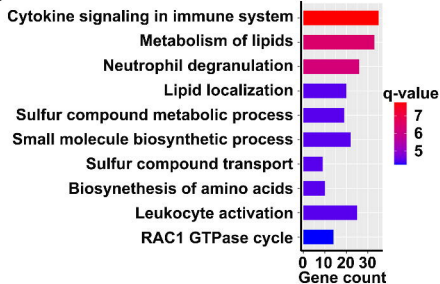 Cytokine signaling in immune system
Metabolism of lipids
Neutrophil degranulation
Lipid localization
Sulfur compound metabolic process
Small molecule biosynthetic process
Sulfur compound transport
Biosynethesis of amino acids
Leukocyte activation
RAC1 GTPase cycle
0 10 20 30
Gene count
q-value
7
6
5